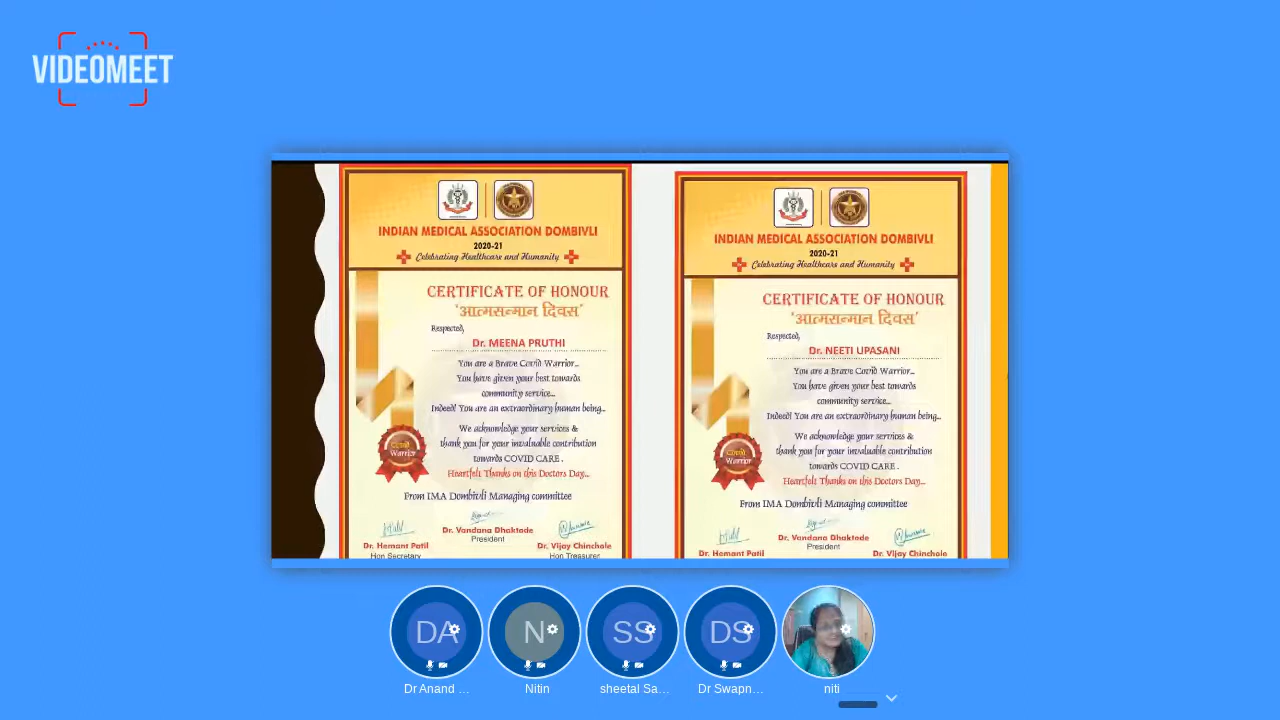 VIDEOMEET
INDIAN MEDICAL ASSOCIATION DOMBIVLI
2020-21
Celebrating Healthcare and Humanity
CERTIFICATE OF HONOUR
‘आत्मसन्मान दिवस’
Respected,
Dr. MEENA PRUTHI
You are a Brave Covid Warrior...
You have given your best towards
community service...
Indeed! You are an extraordinary human being...
We acknowledge your services &
thank you for your invaluable contribution
towards COVID CARE .
Heartfelt Thanks on this Doctors Day...
Covid
Warrior
From IMA Dombivli Managing committee
Dr. Hemant Patil
Hon Secretary
Dr. Vandana Dhaktode
President
Dr. Vijay Chinchole
Hon Treasurer
INDIAN MEDICAL ASSOCIATION DOMBIVLI
2020-21
Celebrating Healthcare and Humanity
CERTIFICATE OF HONOUR
‘आत्मसन्मान दिवस’
Respected,
Dr. NEETI UPASANI
You are a Brave Covid Warrior...
You have given your best towards
community service...
Indeed! You are an extraordinary human being...
We acknowledge your services &
thank you for your invaluable contribution
towards COVID CARE .
Heartfelt Thanks on this Doctors Day...
Covid
Warrior
From IMA Dombivli Managing committee
Dr. Hemant Patil
Dr. Vandana Dhaktode
President
Dr. Vijay Chinchole
DA
N
SS
DS
Dr Anand ...
Nitin
sheetal Sa...
Dr Swapn...
niti